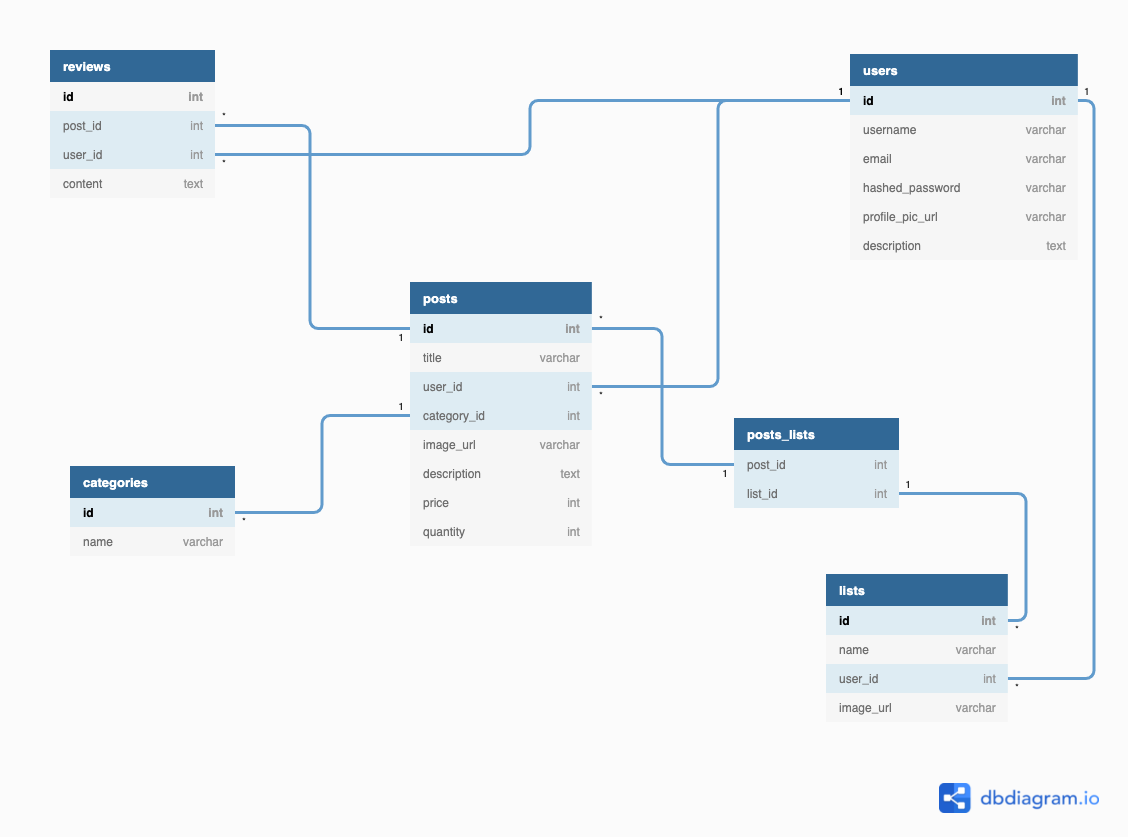 reviews
id int
post_id int
user_id int
content text
*
*
users
id int
username varchar
email varchar
hashed_password varchar
profile_pic_url varchar
description text
1
1
posts
id int
title varchar
user_id int
category_id int
image_url varchar
description text
price int
quantity int
1
1
*
*
categories
id int
name varchar
*
posts_lists
post_id int
list_id int
1
1
lists
id int
name varchar
user_id int
image_url varchar
*
*
dbdiagram.io